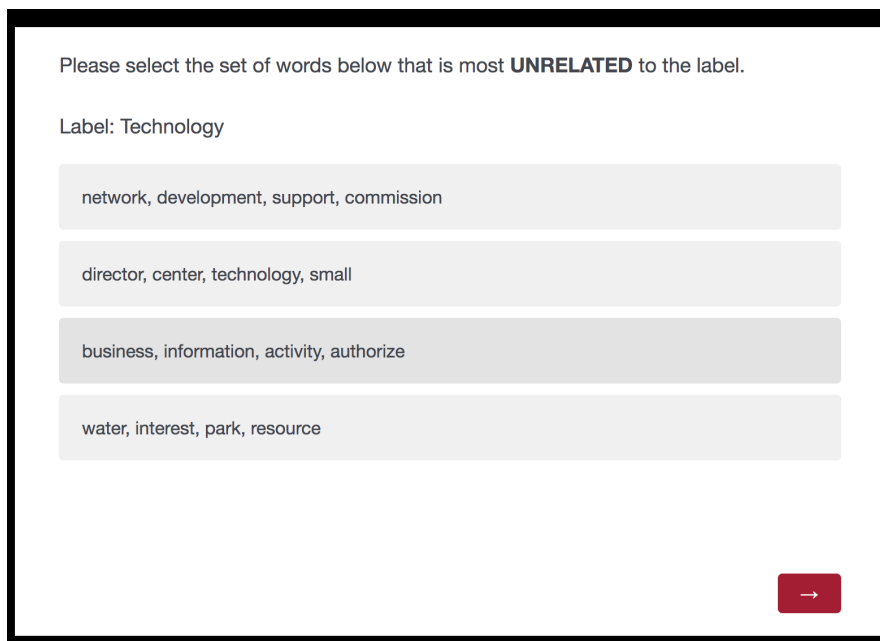 Please select the set of words below that is most UNRELATED to the label.
Label: Technology
network, development, support, commission
director, center, technology, small
business, information, activity, authorize
water, interest, park, resource
→